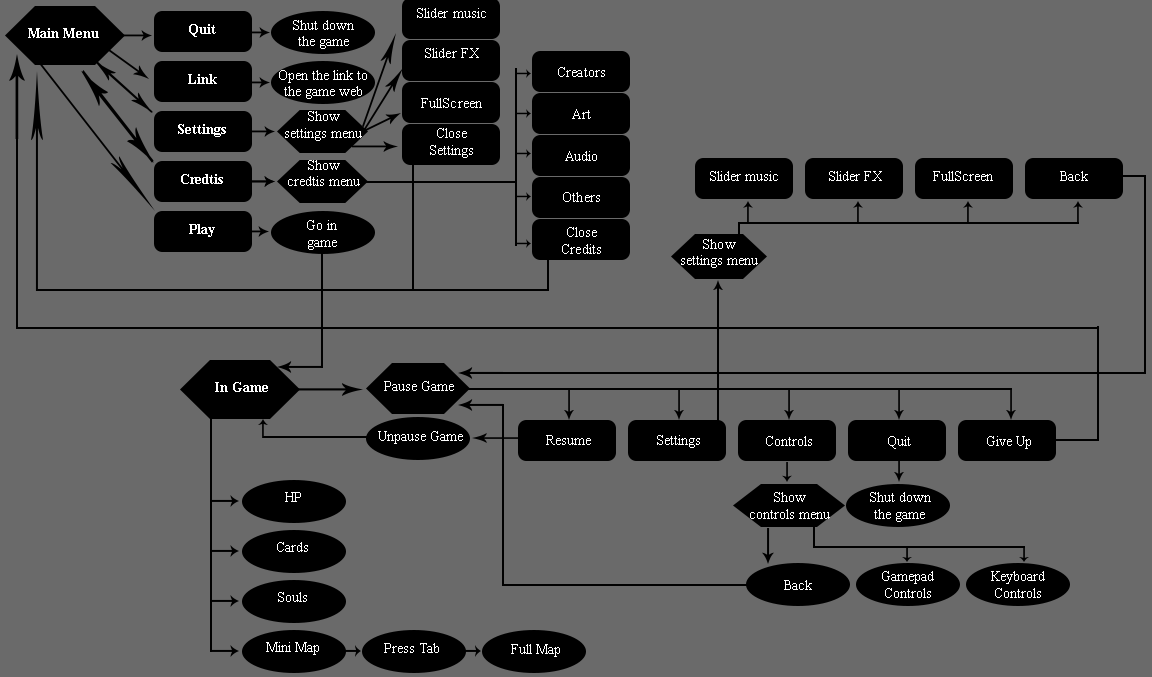 Main Menu
Quit
Shut down
the game
Link
Open the link to
the game web
Settings
Show
settings menu
Slider music
Slider FX
FullScreen
Close
Settings
Credtis
Show
credtis menu
Creators
Art
Audio
Others
Close
Credits
Play
Go in
game
Slider music
Slider FX
FullScreen
Back
Show
settings menu
In Game
Pause Game
Unpause Game
Resume
Settings
Controls
Quit
Give Up
Show
controls menu
Shut down
the game
Back
Gamepad
Controls
Keyboard
Controls
HP
Cards
Souls
Mini Map
Press Tab
Full Map